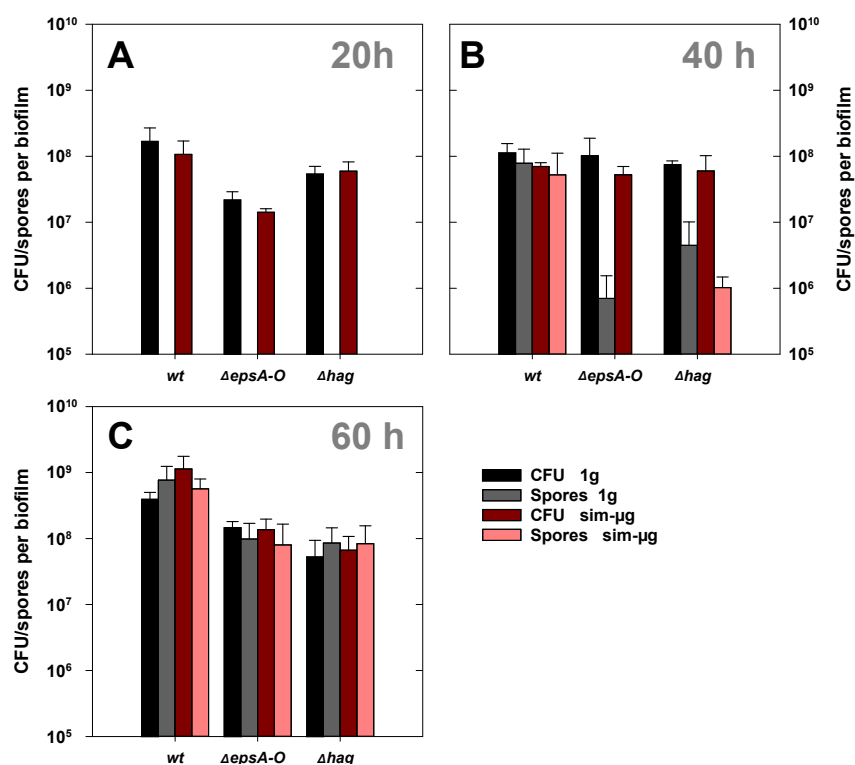 A
20h
CFU/spores per biofilm
10¹⁰
10⁹
10⁸
10⁷
10⁶
10⁵
wt ΔepsA-O Δhag
B
40 h
CFU/spores per biofilm
10¹⁰
10⁹
10⁸
10⁷
10⁶
10⁵
wt ΔepsA-O Δhag
C
60 h
CFU/spores per biofilm
10¹⁰
10⁹
10⁸
10⁷
10⁶
10⁵
wt ΔepsA-O Δhag
CFU 1g
Spores 1g
CFU sim-µg
Spores sim-µg